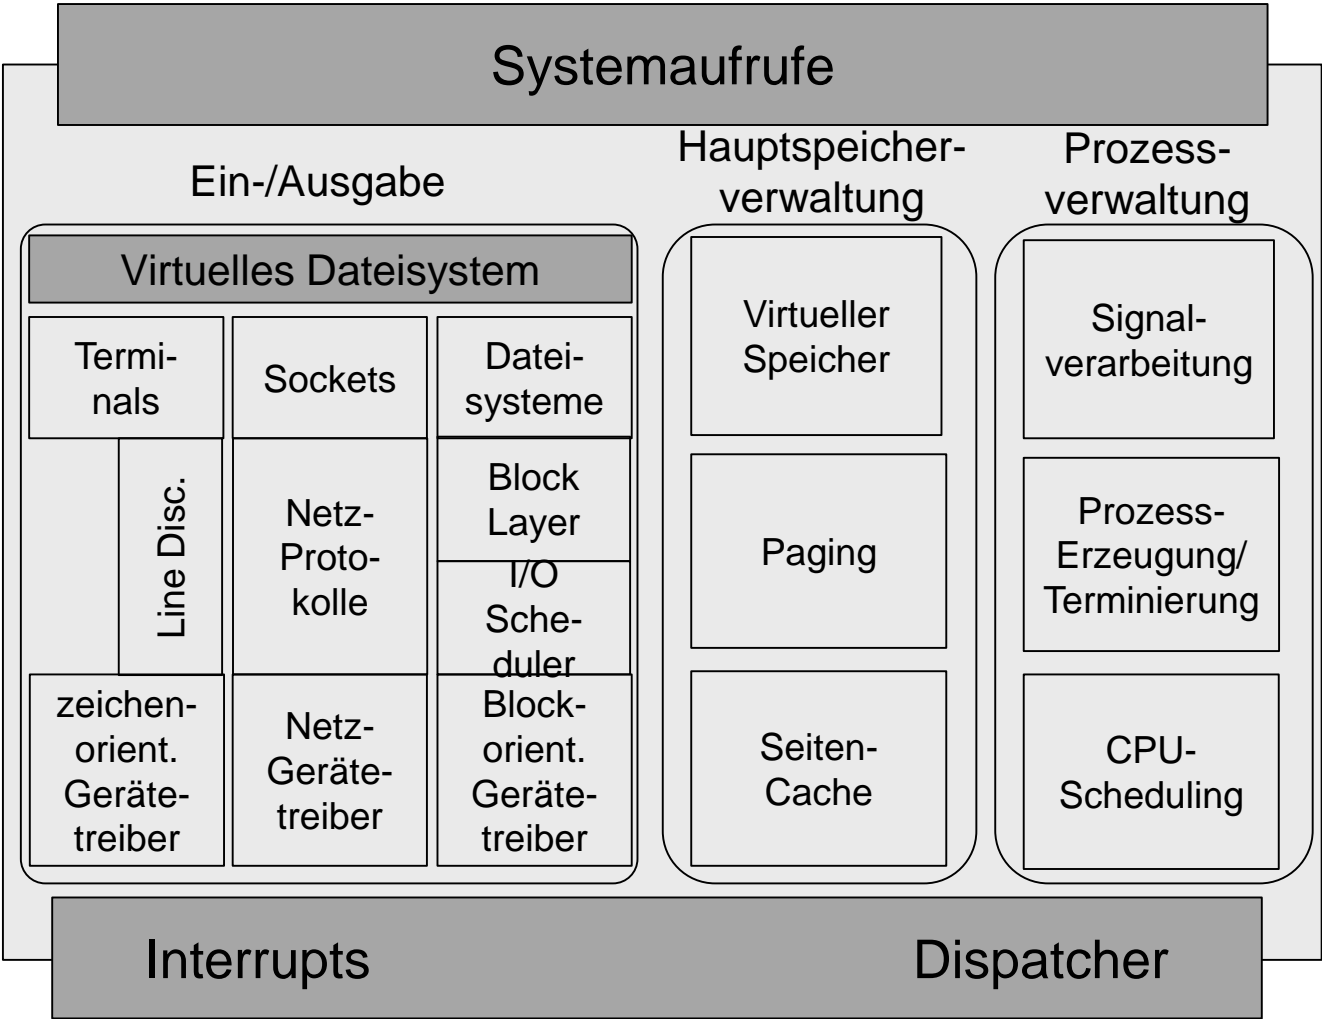 Systemaufrufe
Ein-/Ausgabe
Hauptspeicher-
verwaltung
Prozess-
verwaltung
Virtuelles Dateisystem
Termi-
nals
Sockets
Datei-
systeme
Line Disc.
Netz-
Proto-
kolle
Block
Layer
I/O
Sche-
duler
zeichen-
orient.
Geräte-
treiber
Netz-
Geräte-
treiber
Block-
orient.
Geräte-
treiber
Virtueller
Speicher
Paging
Seiten-
Cache
Signal-
verarbeitung
Prozess-
Erzeugung/
Terminierung
CPU-
Scheduling
Interrupts
Dispatcher